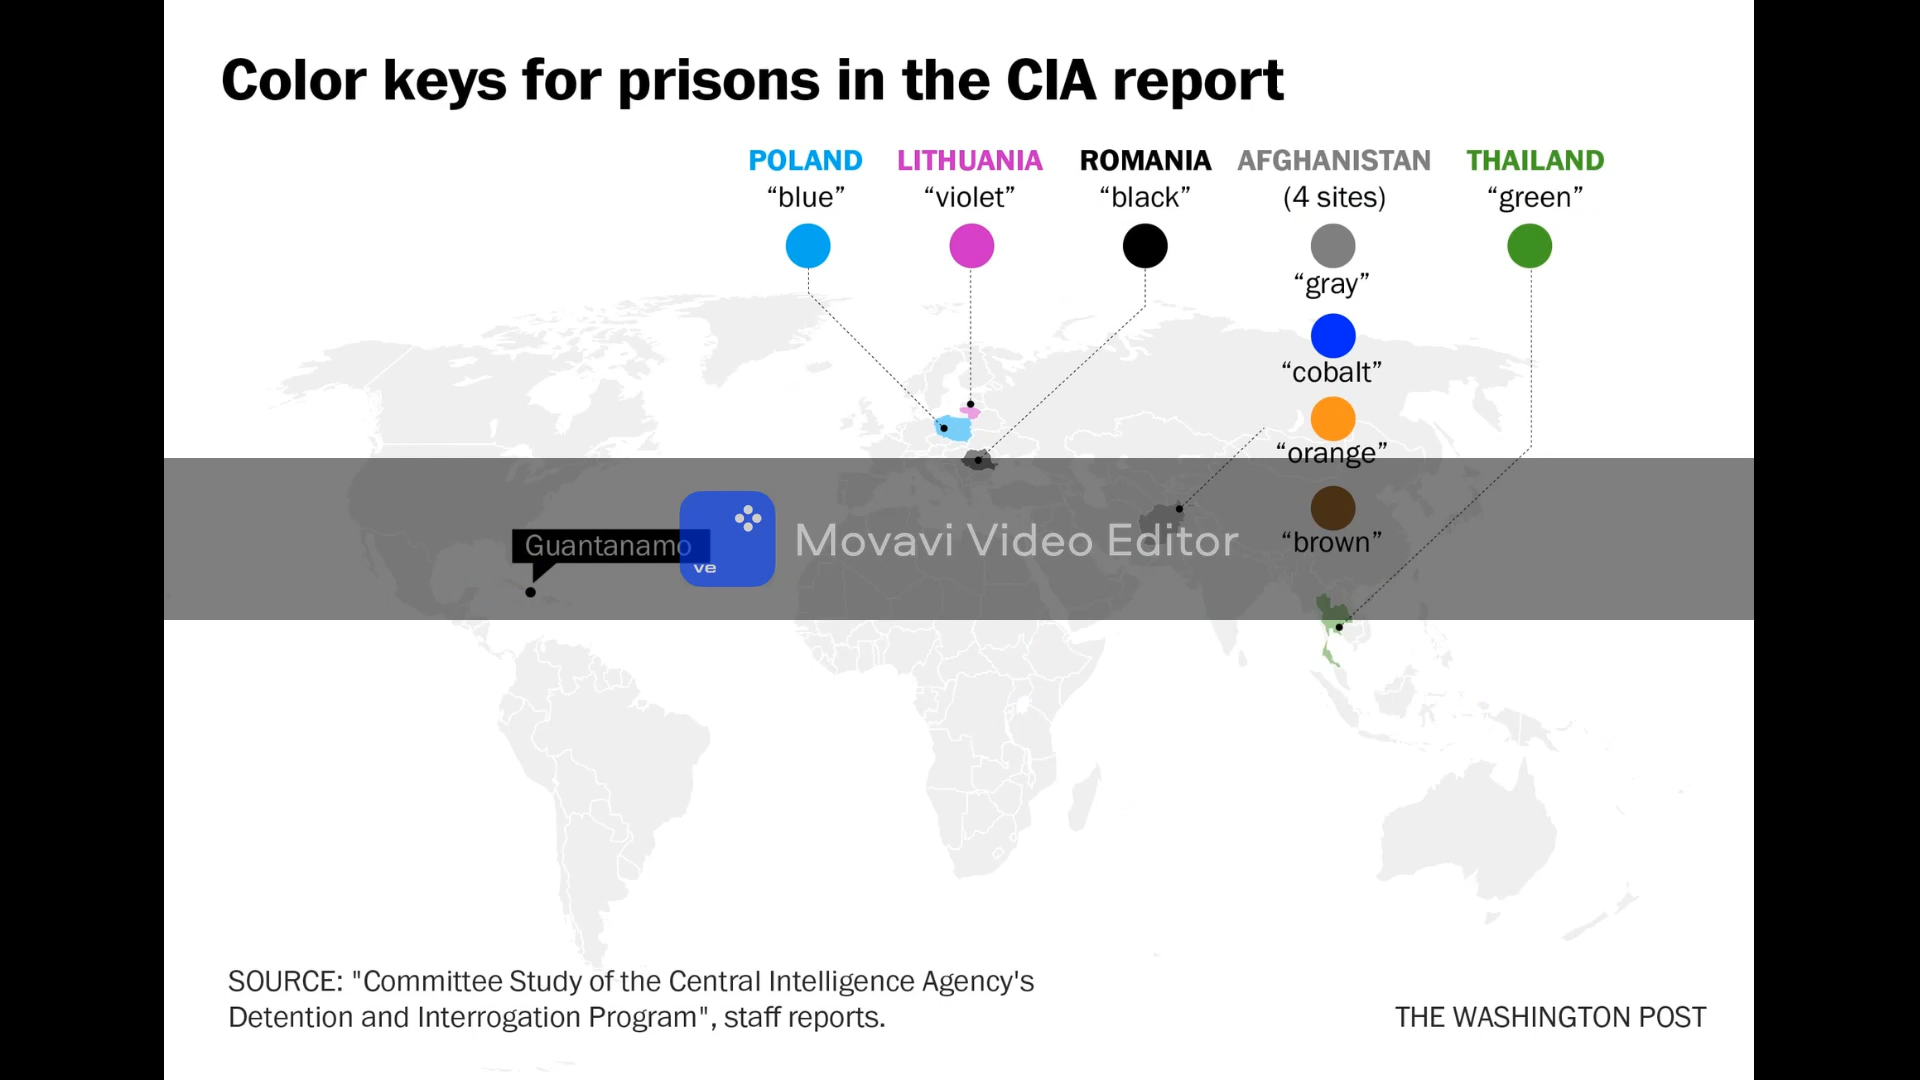 Color keys for prisons in the CIA report
POLAND
“blue”
LITHUANIA
“violet”
ROMANIA
“black”
AFGHANISTAN
(4 sites)
“gray”
“cobalt”
“orange”
“brown”
THAILAND
“green”
Guantanamo
ve
Movavi Video Editor
SOURCE: "Committee Study of the Central Intelligence Agency's
Detention and Interrogation Program", staff reports.
THE WASHINGTON POST